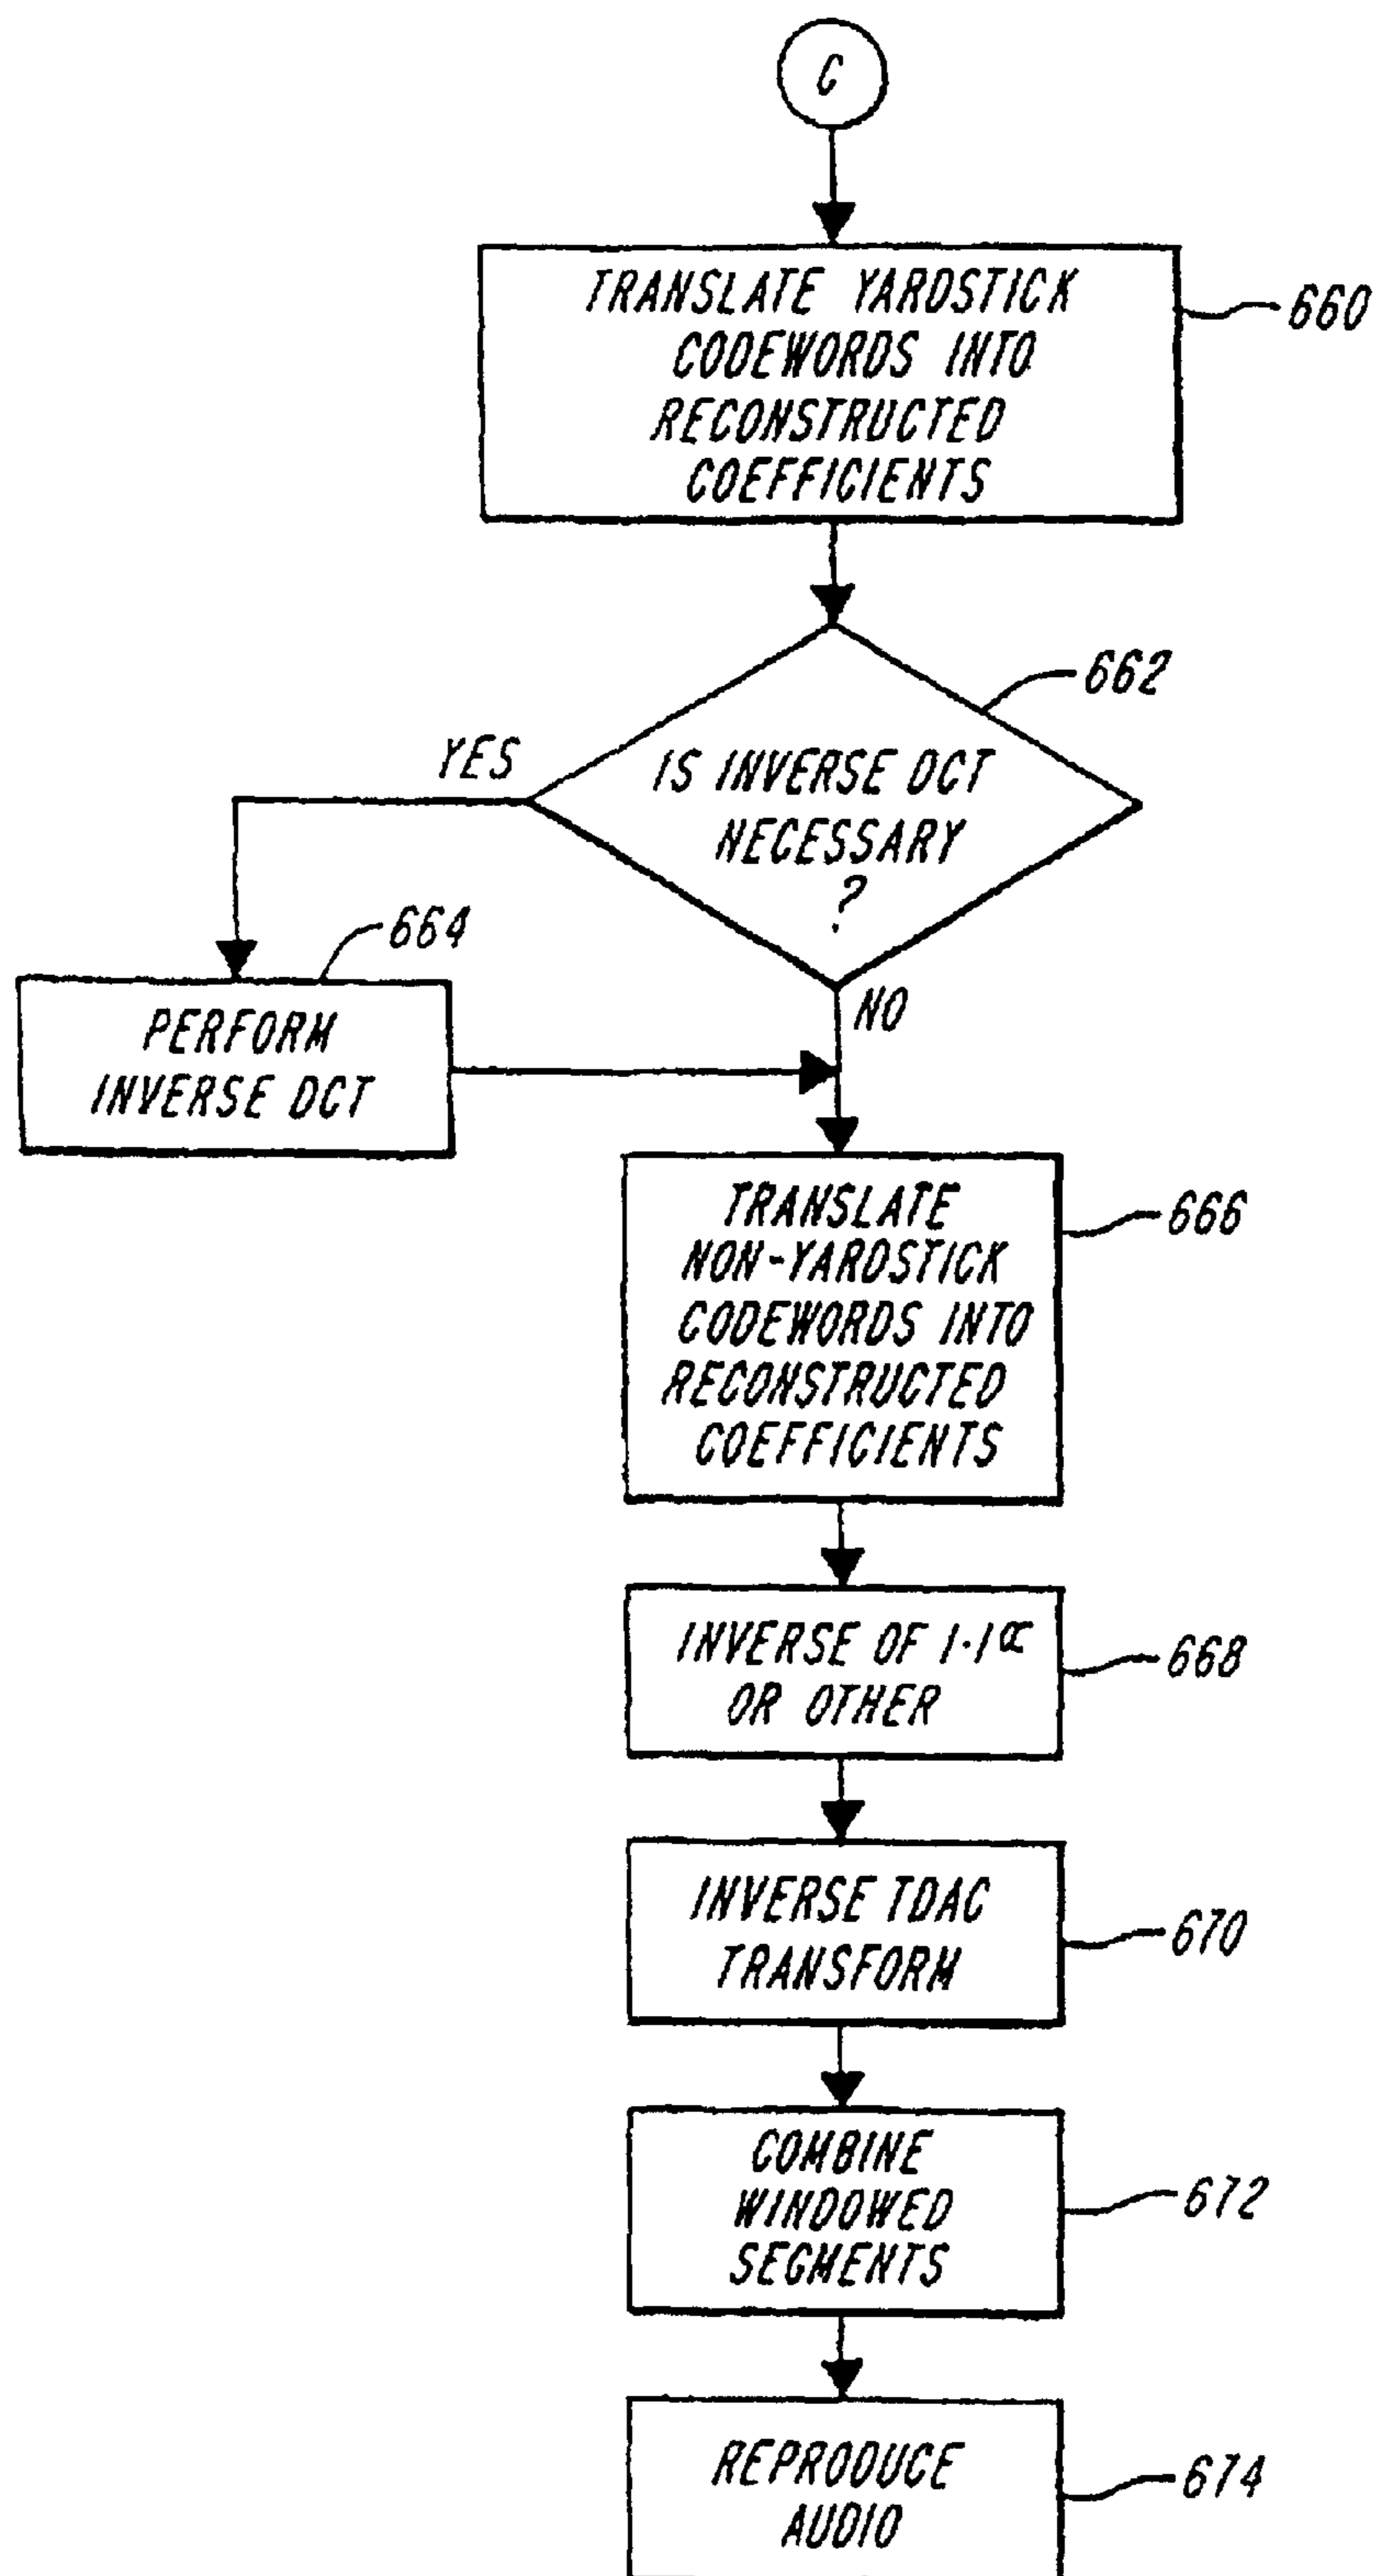 C
TRANSLATE YARDSTICK
CODEWORDS INTO
RECONSTRUCTED
COEFFICIENTS
660
662
IS INVERSE DCT
NECESSARY
?
YES
NO
664
PERFORM
INVERSE DCT
TRANSLATE
NON-YARDSTICK
CODEWORDS INTO
RECONSTRUCTED
COEFFICIENTS
666
INVERSE OF |·|α
OR OTHER
668
INVERSE TDAC
TRANSFORM
670
COMBINE
WINDOWED
SEGMENTS
672
REPRODUCE
AUDIO
674